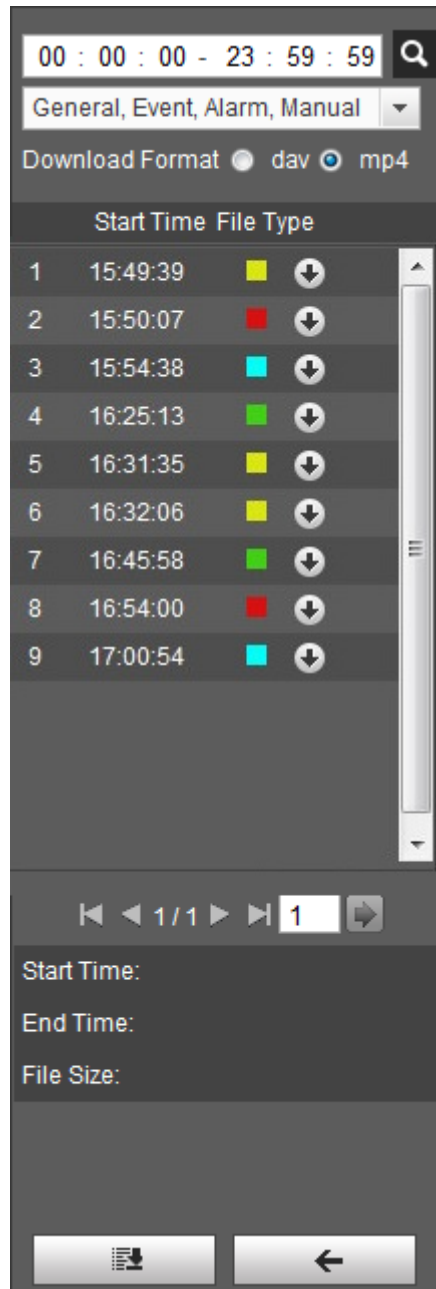 00 : 00 : 00 - 23 : 59 : 59
General, Event, Alarm, Manual
Download Format dav mp4
Start Time File Type
1 15:49:39
2 15:50:07
3 15:54:38
4 16:25:13
5 16:31:35
6 16:32:06
7 16:45:58
8 16:54:00
9 17:00:54
1 / 1 1
Start Time:
End Time:
File Size: